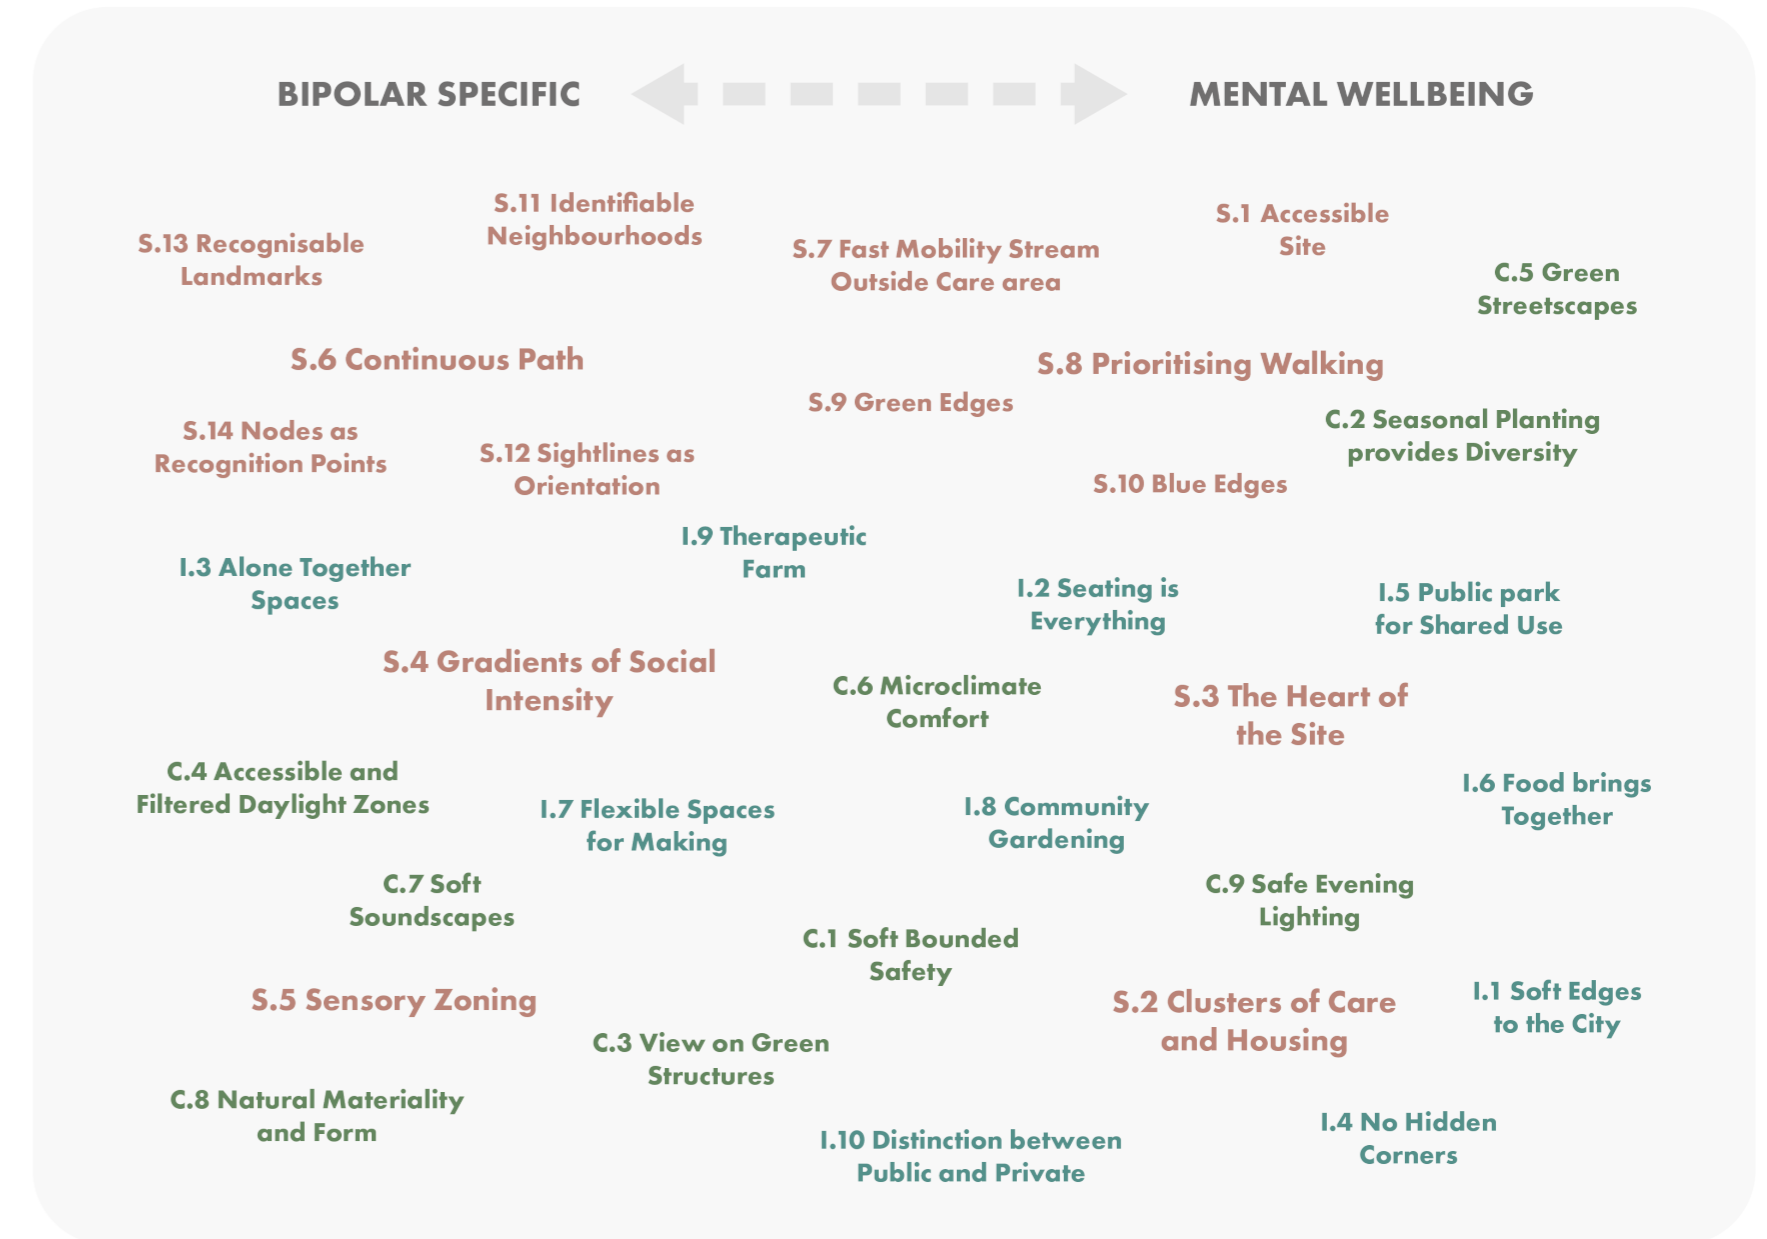 BIPOLAR SPECIFIC
MENTAL WELLBEING
S.11 Identifiable
Neighbourhoods
S.13 Recognisable
Landmarks
S.7 Fast Mobility Stream
Outside Care area
S.1 Accessible
Site
C.5 Green
Streetscapes
S.6 Continuous Path
S.8 Prioritising Walking
S.9 Green Edges
C.2 Seasonal Planting
provides Diversity
S.14 Nodes as
Recognition Points
S.12 Sightlines as
Orientation
S.10 Blue Edges
I.9 Therapeutic
Farm
I.3 Alone Together
Spaces
I.2 Seating is
Everything
I.5 Public park
for Shared Use
S.4 Gradients of Social
Intensity
C.6 Microclimate
Comfort
S.3 The Heart of
the Site
C.4 Accessible and
Filtered Daylight Zones
I.7 Flexible Spaces
for Making
I.8 Community
Gardening
I.6 Food brings
Together
C.7 Soft
Soundscapes
C.9 Safe Evening
Lighting
C.1 Soft Bounded
Safety
S.5 Sensory Zoning
S.2 Clusters of Care
and Housing
I.1 Soft Edges
to the City
C.3 View on Green
Structures
C.8 Natural Materiality
and Form
I.10 Distinction between
Public and Private
I.4 No Hidden
Corners